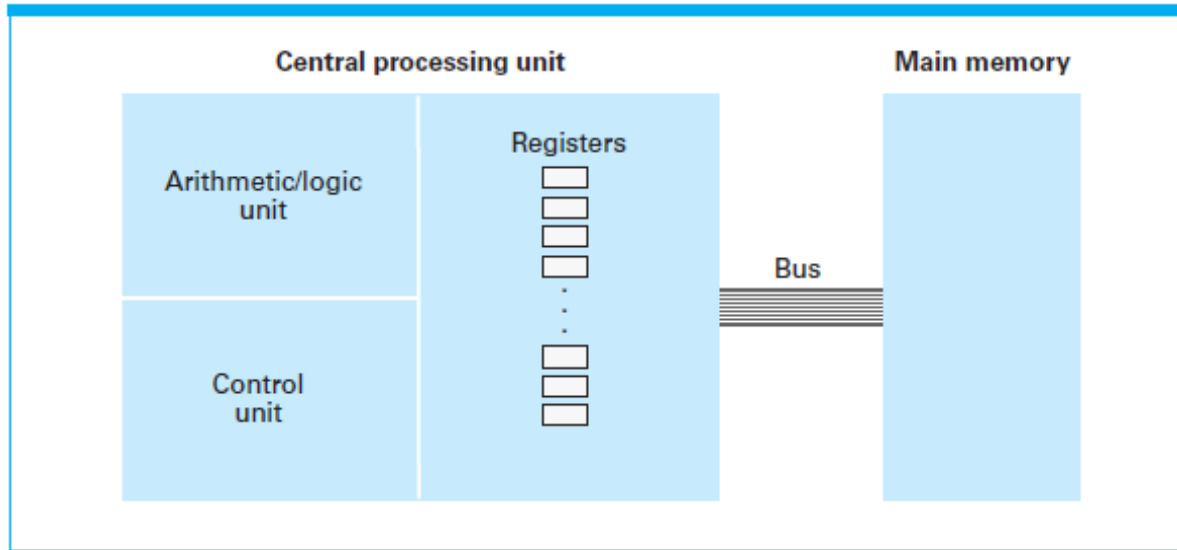 Central processing unit
Main memory
Registers
Arithmetic/logic
unit
Bus
Control
unit